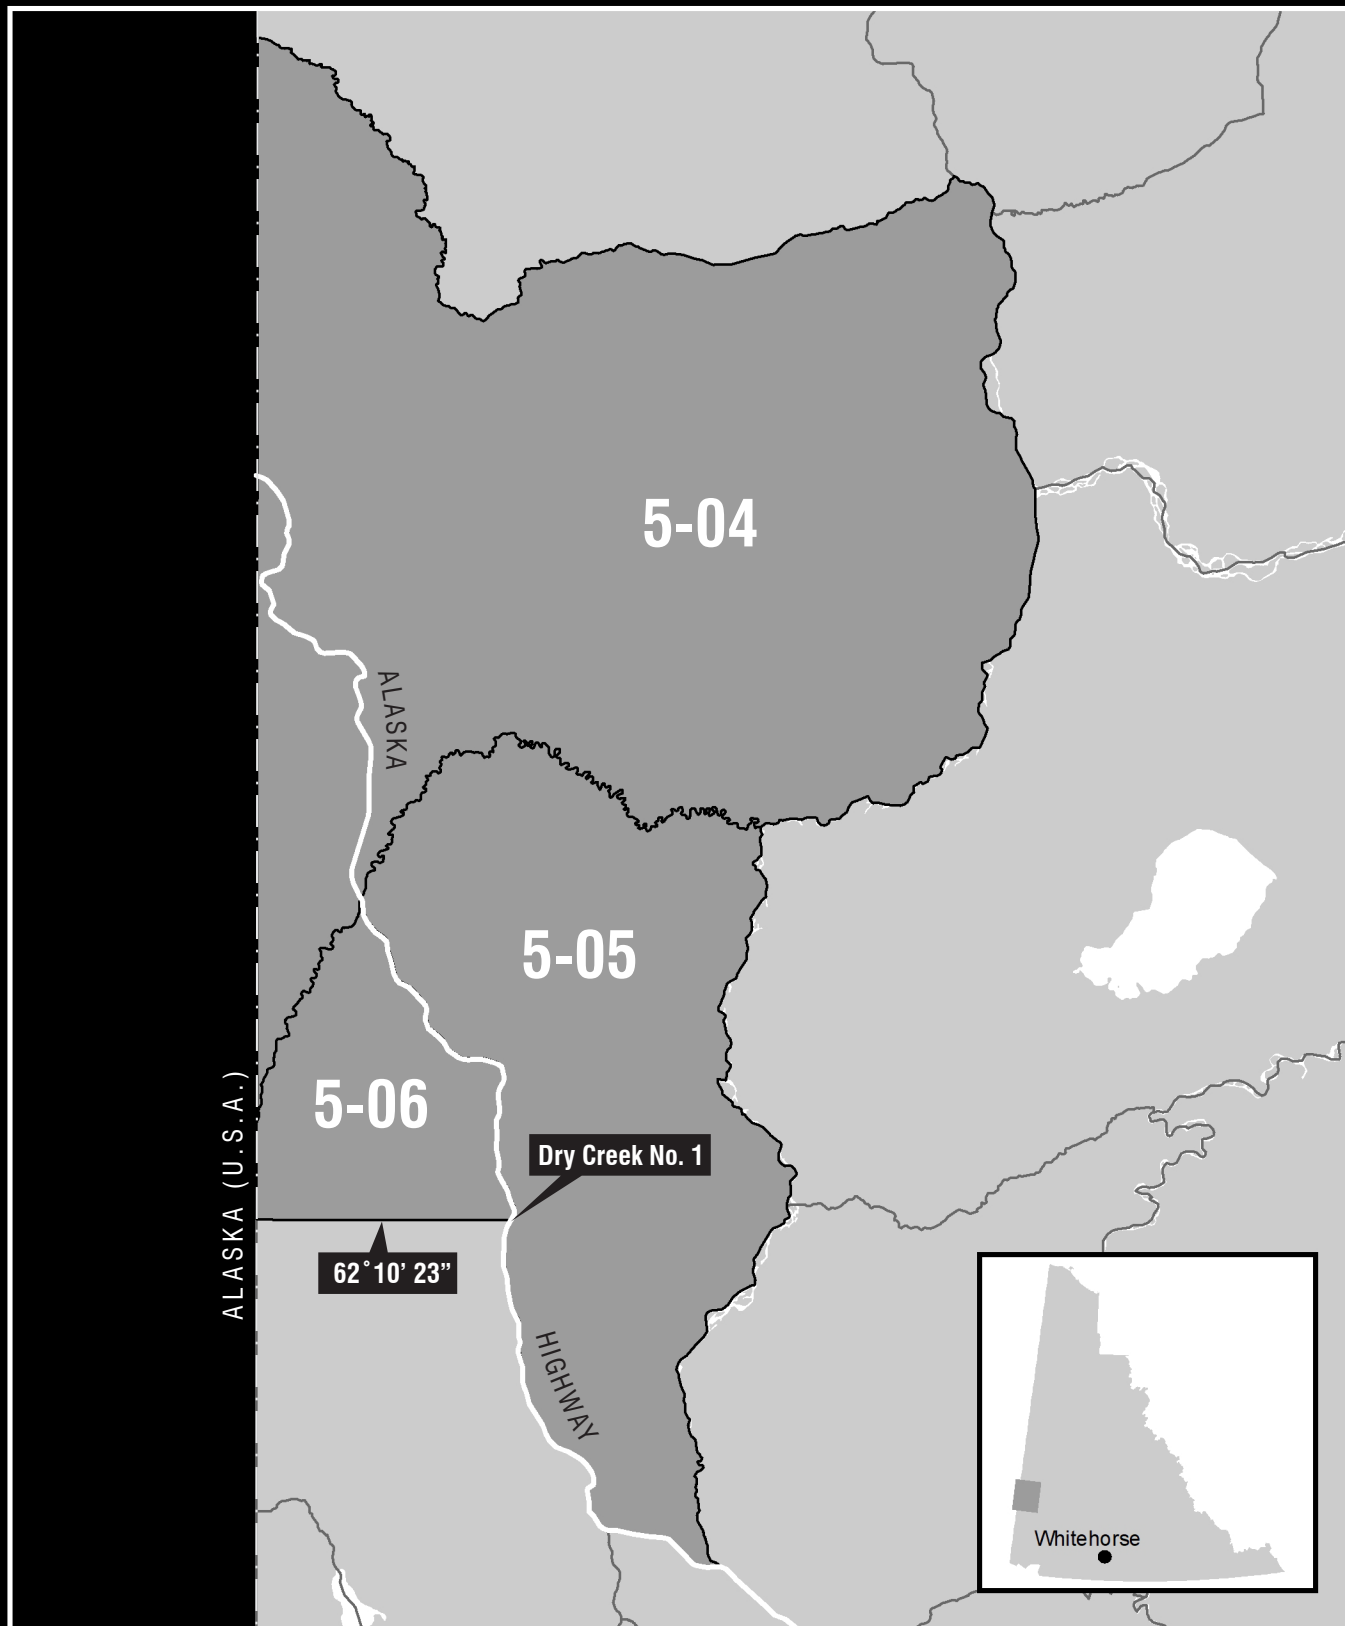 5-04
ALASKA
5-05
5-06
Dry Creek No. 1
ALASKA (U.S.A.)
62°10’ 23”
HIGHWAY
Whitehorse